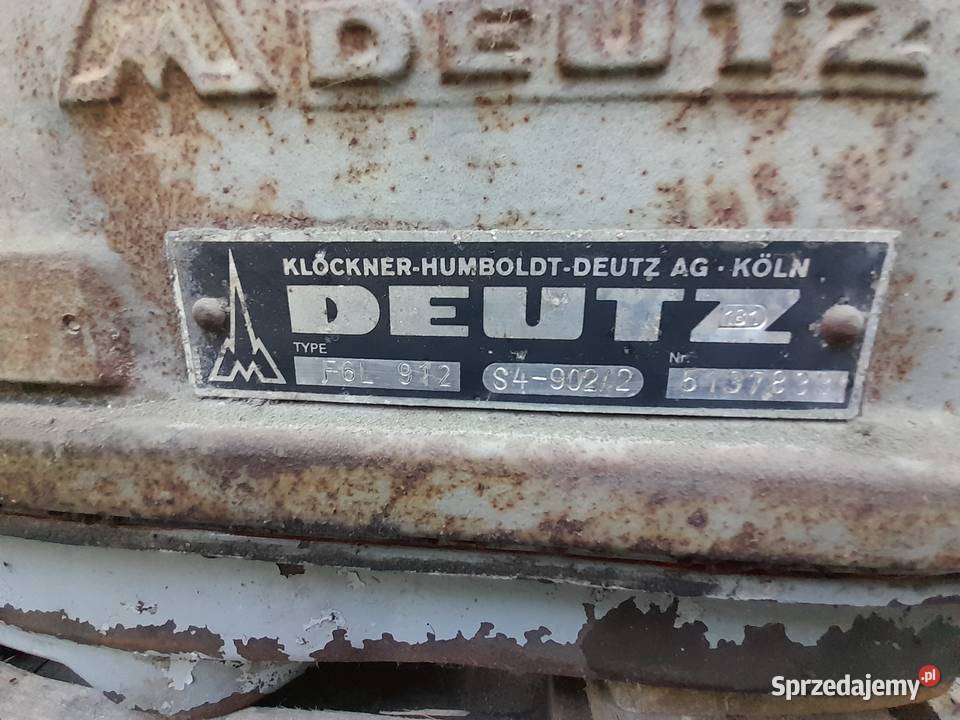 DEUTZ
KLÖCKNER-HUMBOLDT-DEUTZ AG · KÖLN
DEUTZ
TYPE
Nr.
F6L 912
S4-902/2
Sprzedajemy.pl